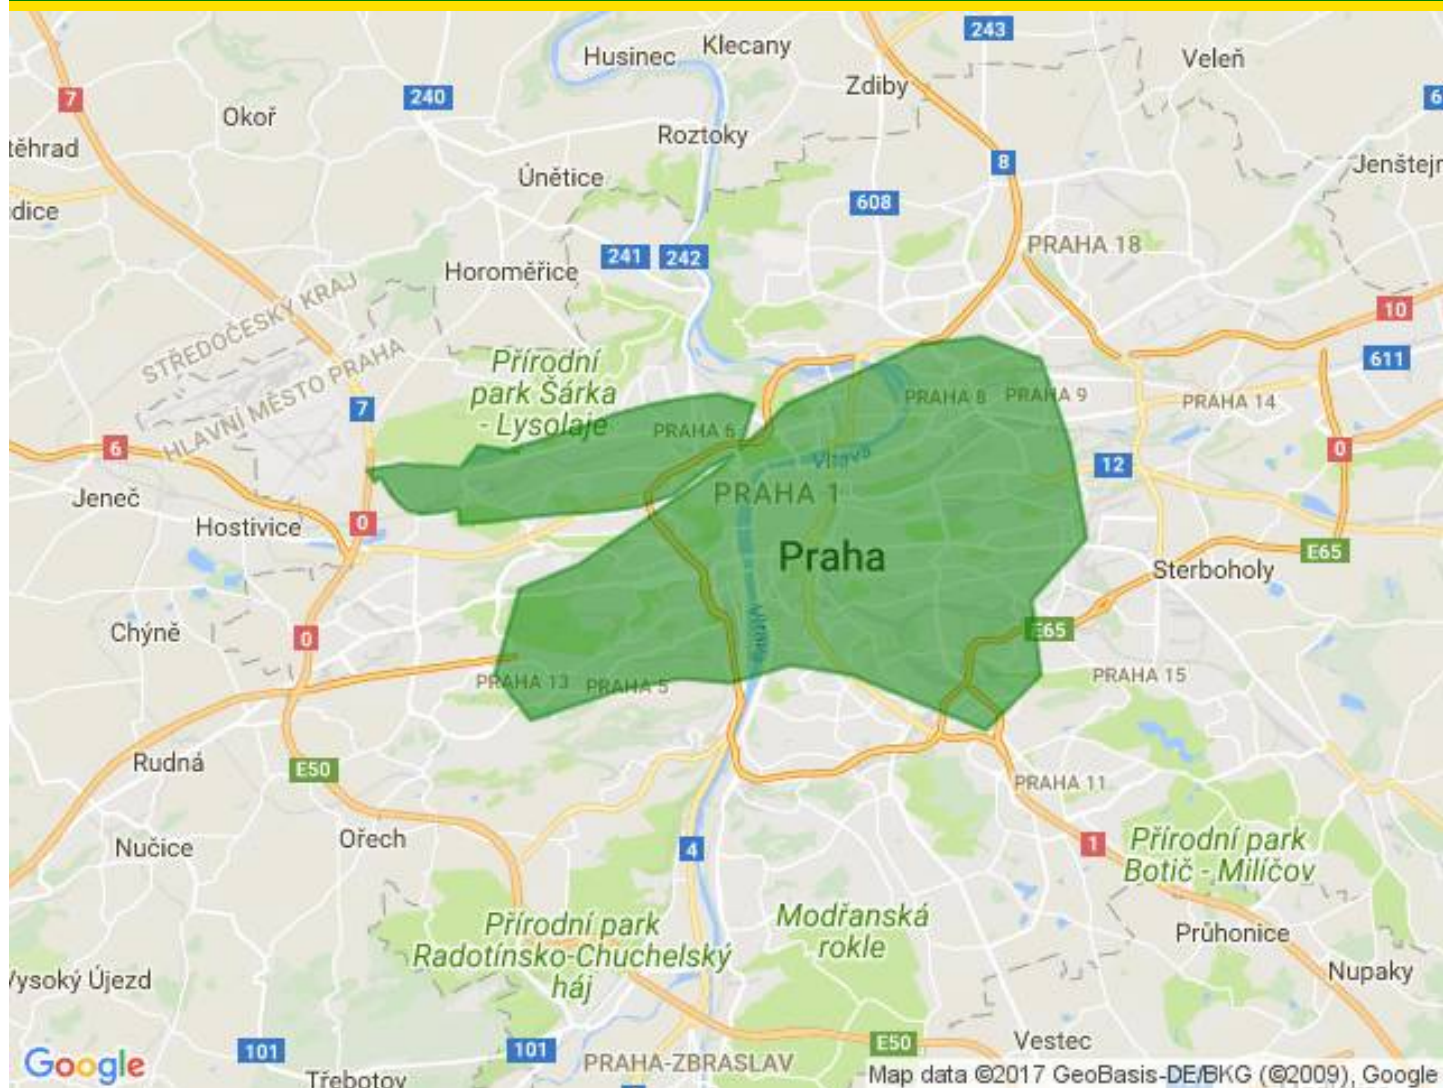 243
Husinec
Klecany
Veleň
Zdiby
7
240
6
Okoř
Roztoky
těhrad
8
Jenštejr
Únětice
608
dice
PRAHA 18
241
242
Horoměřice
STŘEDOČESKÝ KRAJ
10
HLAVNÍ MĚSTO PRAHA
Přírodní
park Šárka
- Lysolaje
611
7
PRAHA 8
PRAHA 9
PRAHA 14
PRAHA 6
6
0
Vltava
12
Jeneč
PRAHA 1
Hostivice
0
Praha
E65
Sterboholy
Vltava
Chýně
0
E65
PRAHA 13
PRAHA 5
PRAHA 15
Rudná
E50
PRAHA 11
Nučice
Ořech
4
1
Přírodní park
Botič - Milíčov
Přírodní park
Radotínsko-Chuchelský
háj
Modřanská
rokle
Průhonice
Vysoký Újezd
Nupaky
Google
101
101
E50
Vestec
PRAHA-ZBRASLAV
Třebotov
Map data ©2017 GeoBasis-DE/BKG (©2009), Google